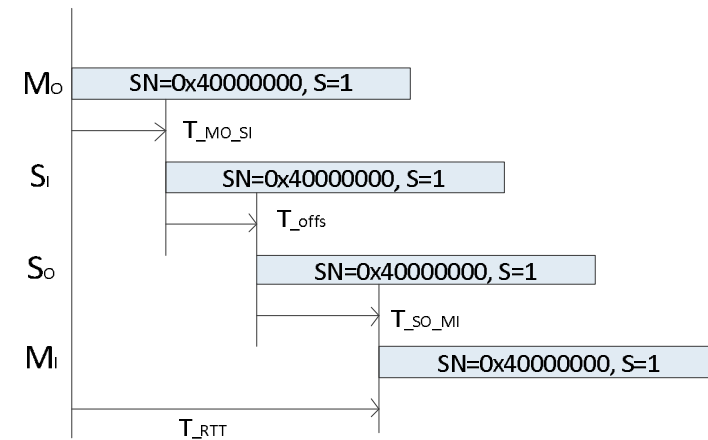 Mo SN=0x40000000, S=1
T_MO_SI
SI SN=0x40000000, S=1
T_offs
So SN=0x40000000, S=1
T_SO_MI
MI SN=0x40000000, S=1
T_RTT